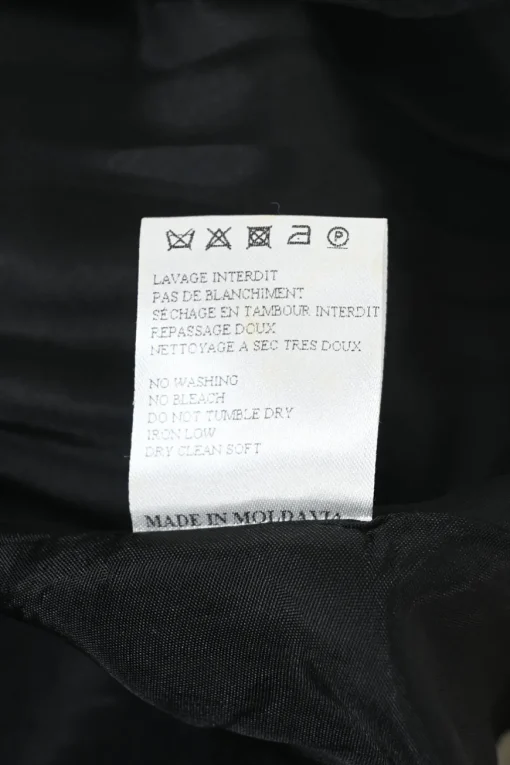 P
LAVAGE INTERDIT
PAS DE BLANCHIMENT
SÉCHAGE EN TAMBOUR INTERDIT
REPASSAGE DOUX
NETTOYAGE A SEC TRES DOUX
NO WASHING
NO BLEACH
DO NOT TUMBLE DRY
IRON LOW
DRY CLEAN SOFT
MADE IN MOLDAVIA